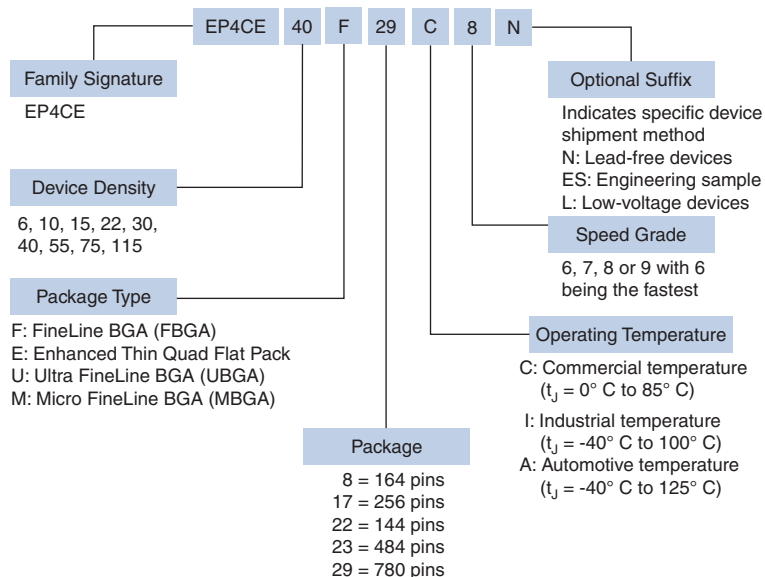 EP4CE 40 F 29 C 8 N
Family Signature
EP4CE
Device Density
6, 10, 15, 22, 30,
40, 55, 75, 115
Package Type
F: FineLine BGA (FBGA)
E: Enhanced Thin Quad Flat Pack
U: Ultra FineLine BGA (UBGA)
M: Micro FineLine BGA (MBGA)
Package
8 = 164 pins
17 = 256 pins
22 = 144 pins
23 = 484 pins
29 = 780 pins
Optional Suffix
Indicates specific device
shipment method
N: Lead-free devices
ES: Engineering sample
L: Low-voltage devices
Speed Grade
6, 7, 8 or 9 with 6
being the fastest
Operating Temperature
C: Commercial temperature
(tJ = 0° C to 85° C)
I: Industrial temperature
(tJ = -40° C to 100° C)
A: Automotive temperature
(tJ = -40° C to 125° C)